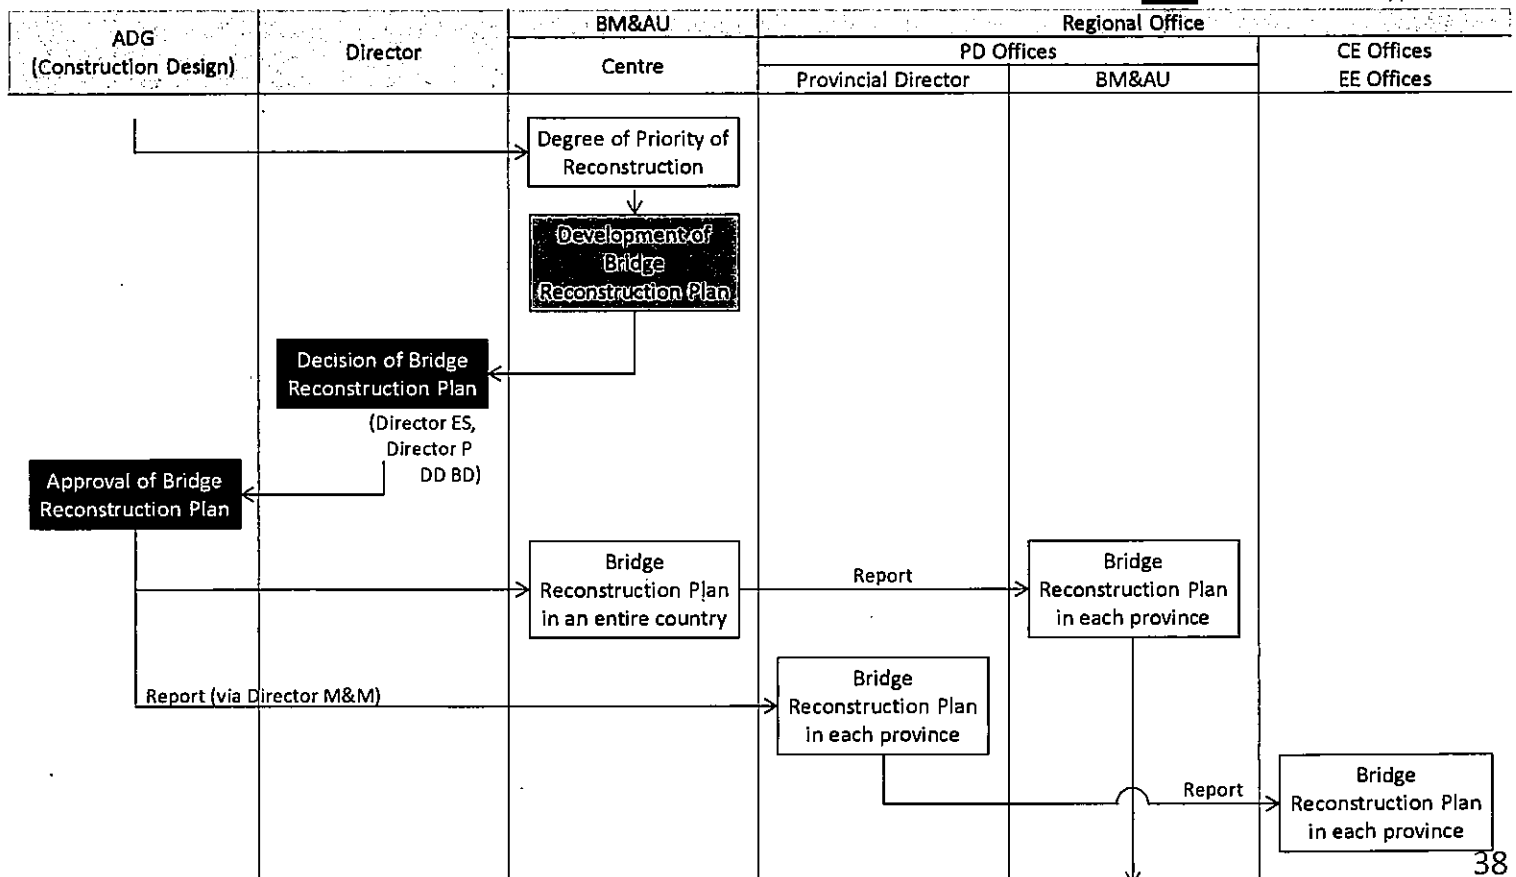 ADG
(Construction Design)
Director
BM&AU
Centre
Regional Office
PD Offices
Provincial Director
BM&AU
CE Offices
EE Offices
Degree of Priority of
Reconstruction
Development of
Bridge
Reconstruction Plan
Decision of Bridge
Reconstruction Plan
(Director ES,
Director P
DD BD)
Approval of Bridge
Reconstruction Plan
Bridge
Reconstruction Plan
in an entire country
Report
Bridge
Reconstruction Plan
in each province
Report (via Director M&M)
Bridge
Reconstruction Plan
in each province
Report
Bridge
Reconstruction Plan
in each province
38